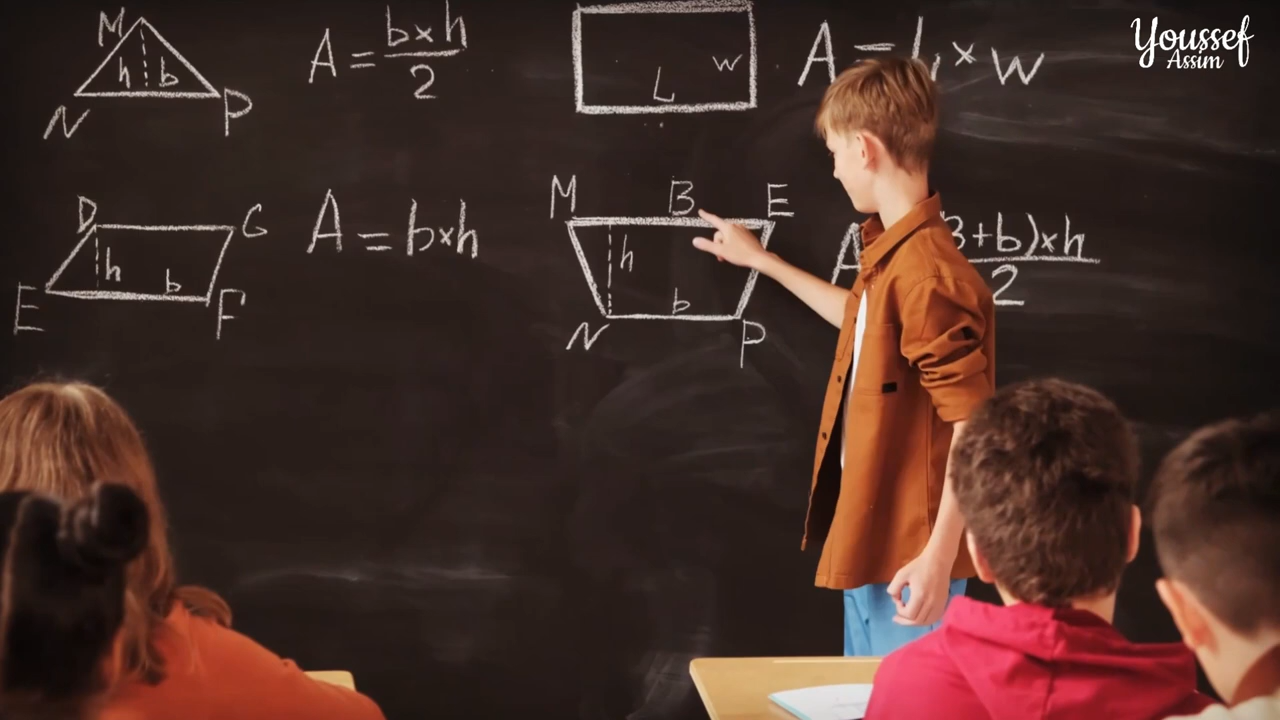 M
h b
N P
A = b×h
2
L w
A = L × w
D G
h b
E F
A = b×h
M B E
h
b
N P
A
B+b)×h
2
Youssef
Assim